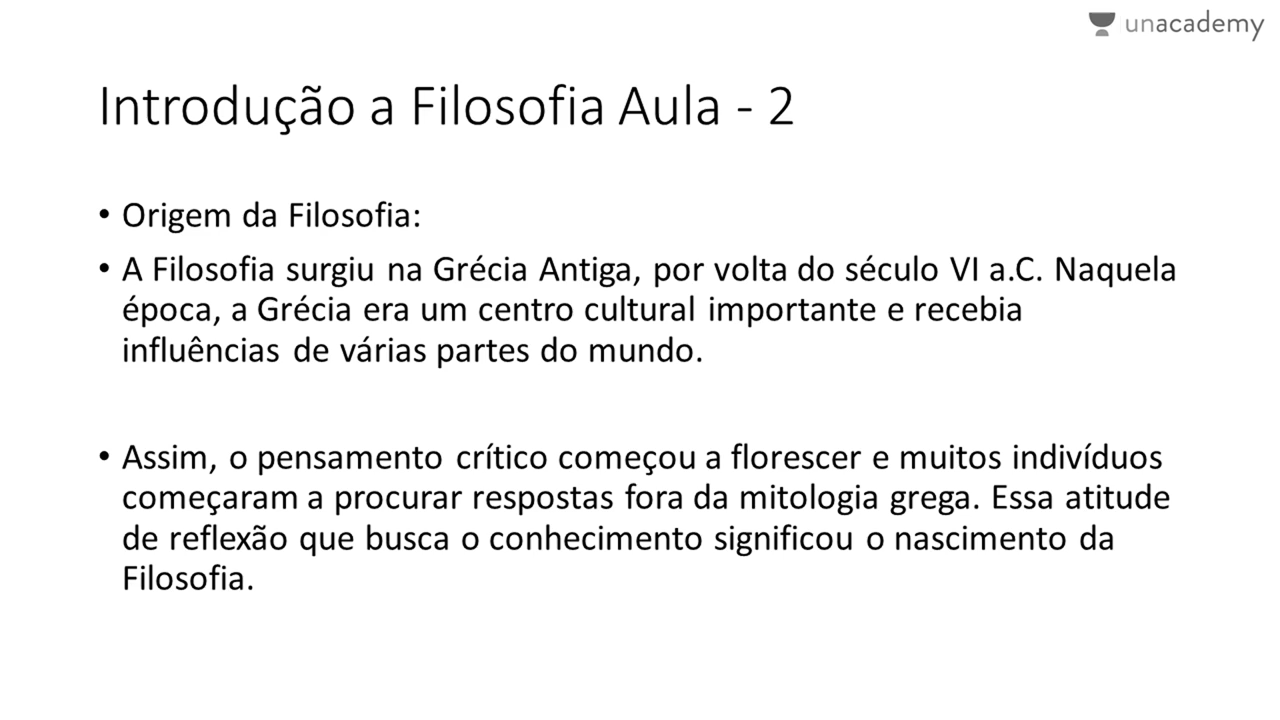 unacademy
Introdução a Filosofia Aula - 2
• Origem da Filosofia:
• A Filosofia surgiu na Grécia Antiga, por volta do século VI a.C. Naquela
época, a Grécia era um centro cultural importante e recebia
influências de várias partes do mundo.
• Assim, o pensamento crítico começou a florescer e muitos indivíduos
começaram a procurar respostas fora da mitologia grega. Essa atitude
de reflexão que busca o conhecimento significou o nascimento da
Filosofia.